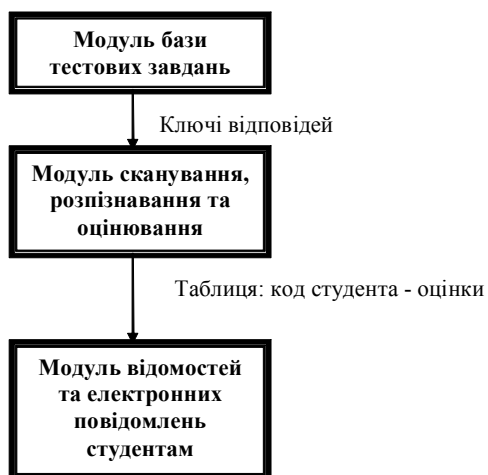 Модуль бази
тестових завдань
Ключі відповідей
Модуль сканування,
розпізнавання та
оцінювання
Таблиця: код студента - оцінки
Модуль відомостей
та електронних
повідомлень
студентам